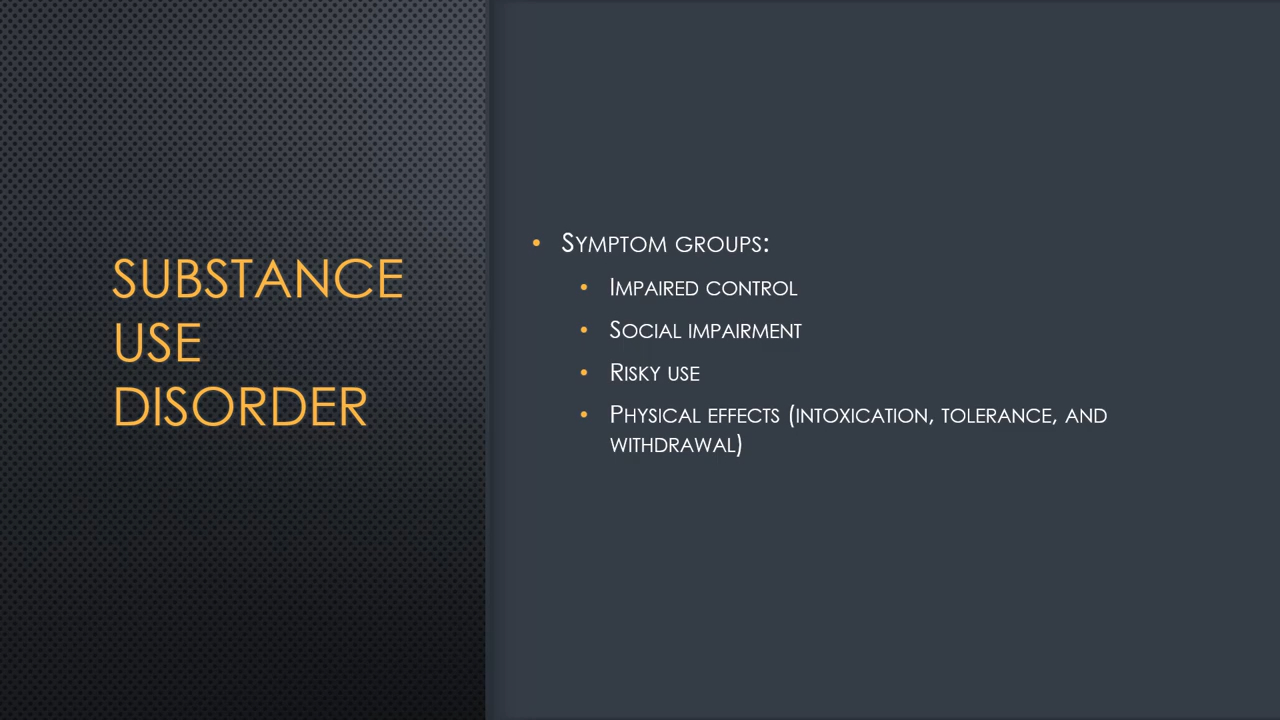 SUBSTANCE
USE
DISORDER
• SYMPTOM GROUPS:
• IMPAIRED CONTROL
• SOCIAL IMPAIRMENT
• RISKY USE
• PHYSICAL EFFECTS (INTOXICATION, TOLERANCE, AND
WITHDRAWAL)